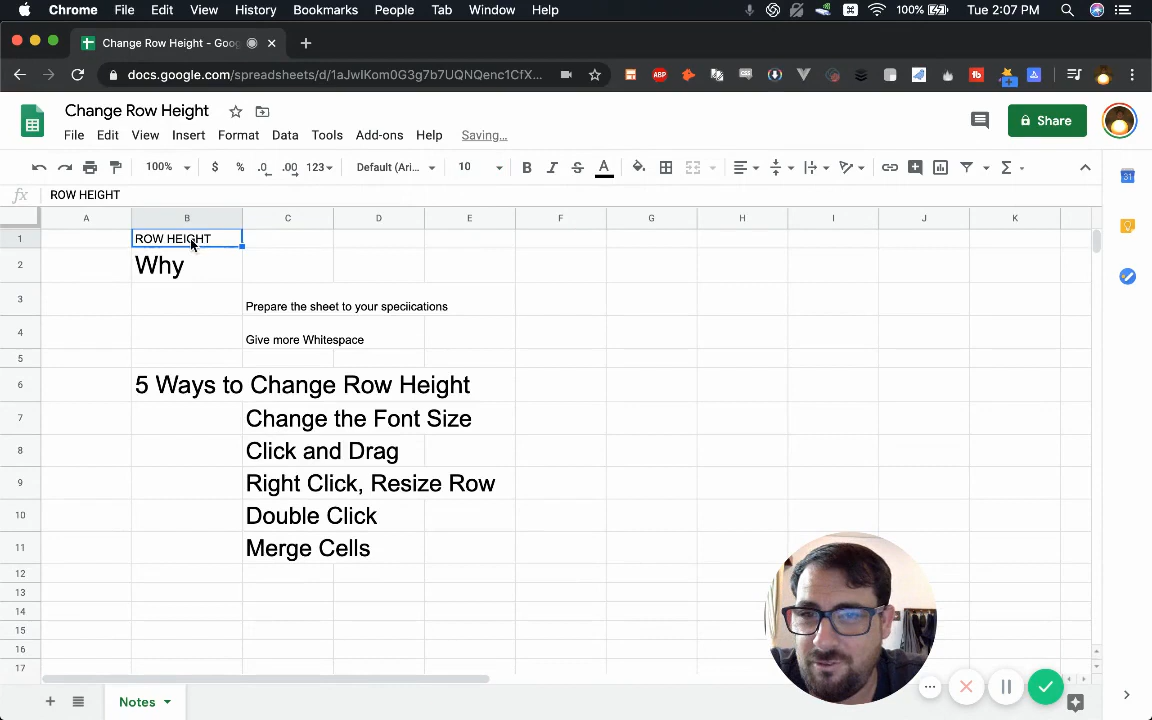 Chrome File Edit View History Bookmarks People Tab Window Help 100% Tue 2:07 PM
Change Row Height - Goo
docs.google.com/spreadsheets/d/1aJwIKom0G3g7b7UQNQenc1CfX...
Change Row Height
Share
File Edit View Insert Format Data Tools Add-ons Help Saving...
100% $ % .0 .00 123 Default (Ari... 10 B I S A
fx ROW HEIGHT
A B C D E F G H I J K
1 ROW HEIGHT
2 Why
3 Prepare the sheet to your speciications
4 Give more Whitespace
5
6 5 Ways to Change Row Height
7 Change the Font Size
8 Click and Drag
9 Right Click, Resize Row
10 Double Click
11 Merge Cells
12
13
14
15
16
17
Notes